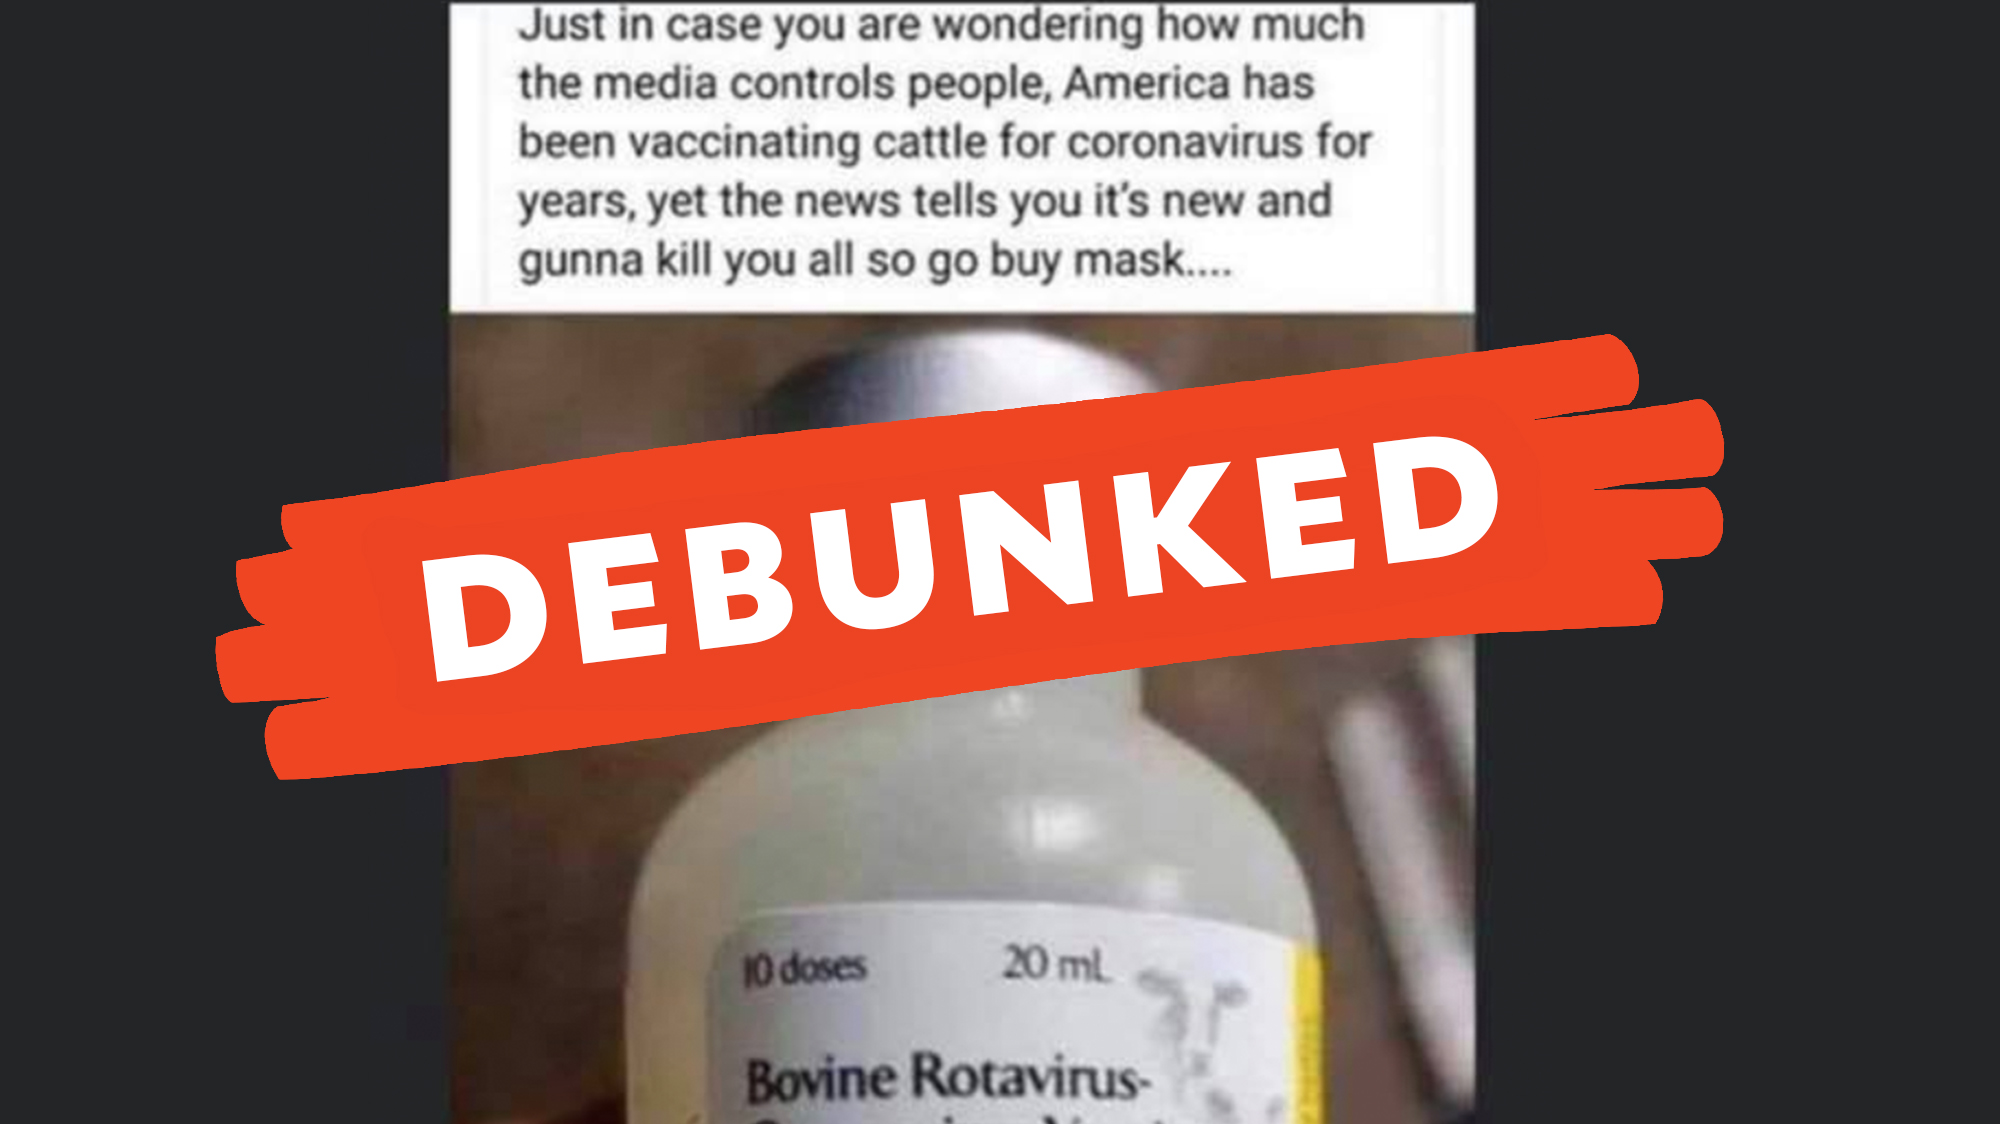 Just in case you are wondering how much
the media controls people, America has
been vaccinating cattle for coronavirus for
years, yet the news tells you it's new and
gunna kill you all so go buy mask....
DEBUNKED
10 doses 20 mL
Bovine Rotavirus-